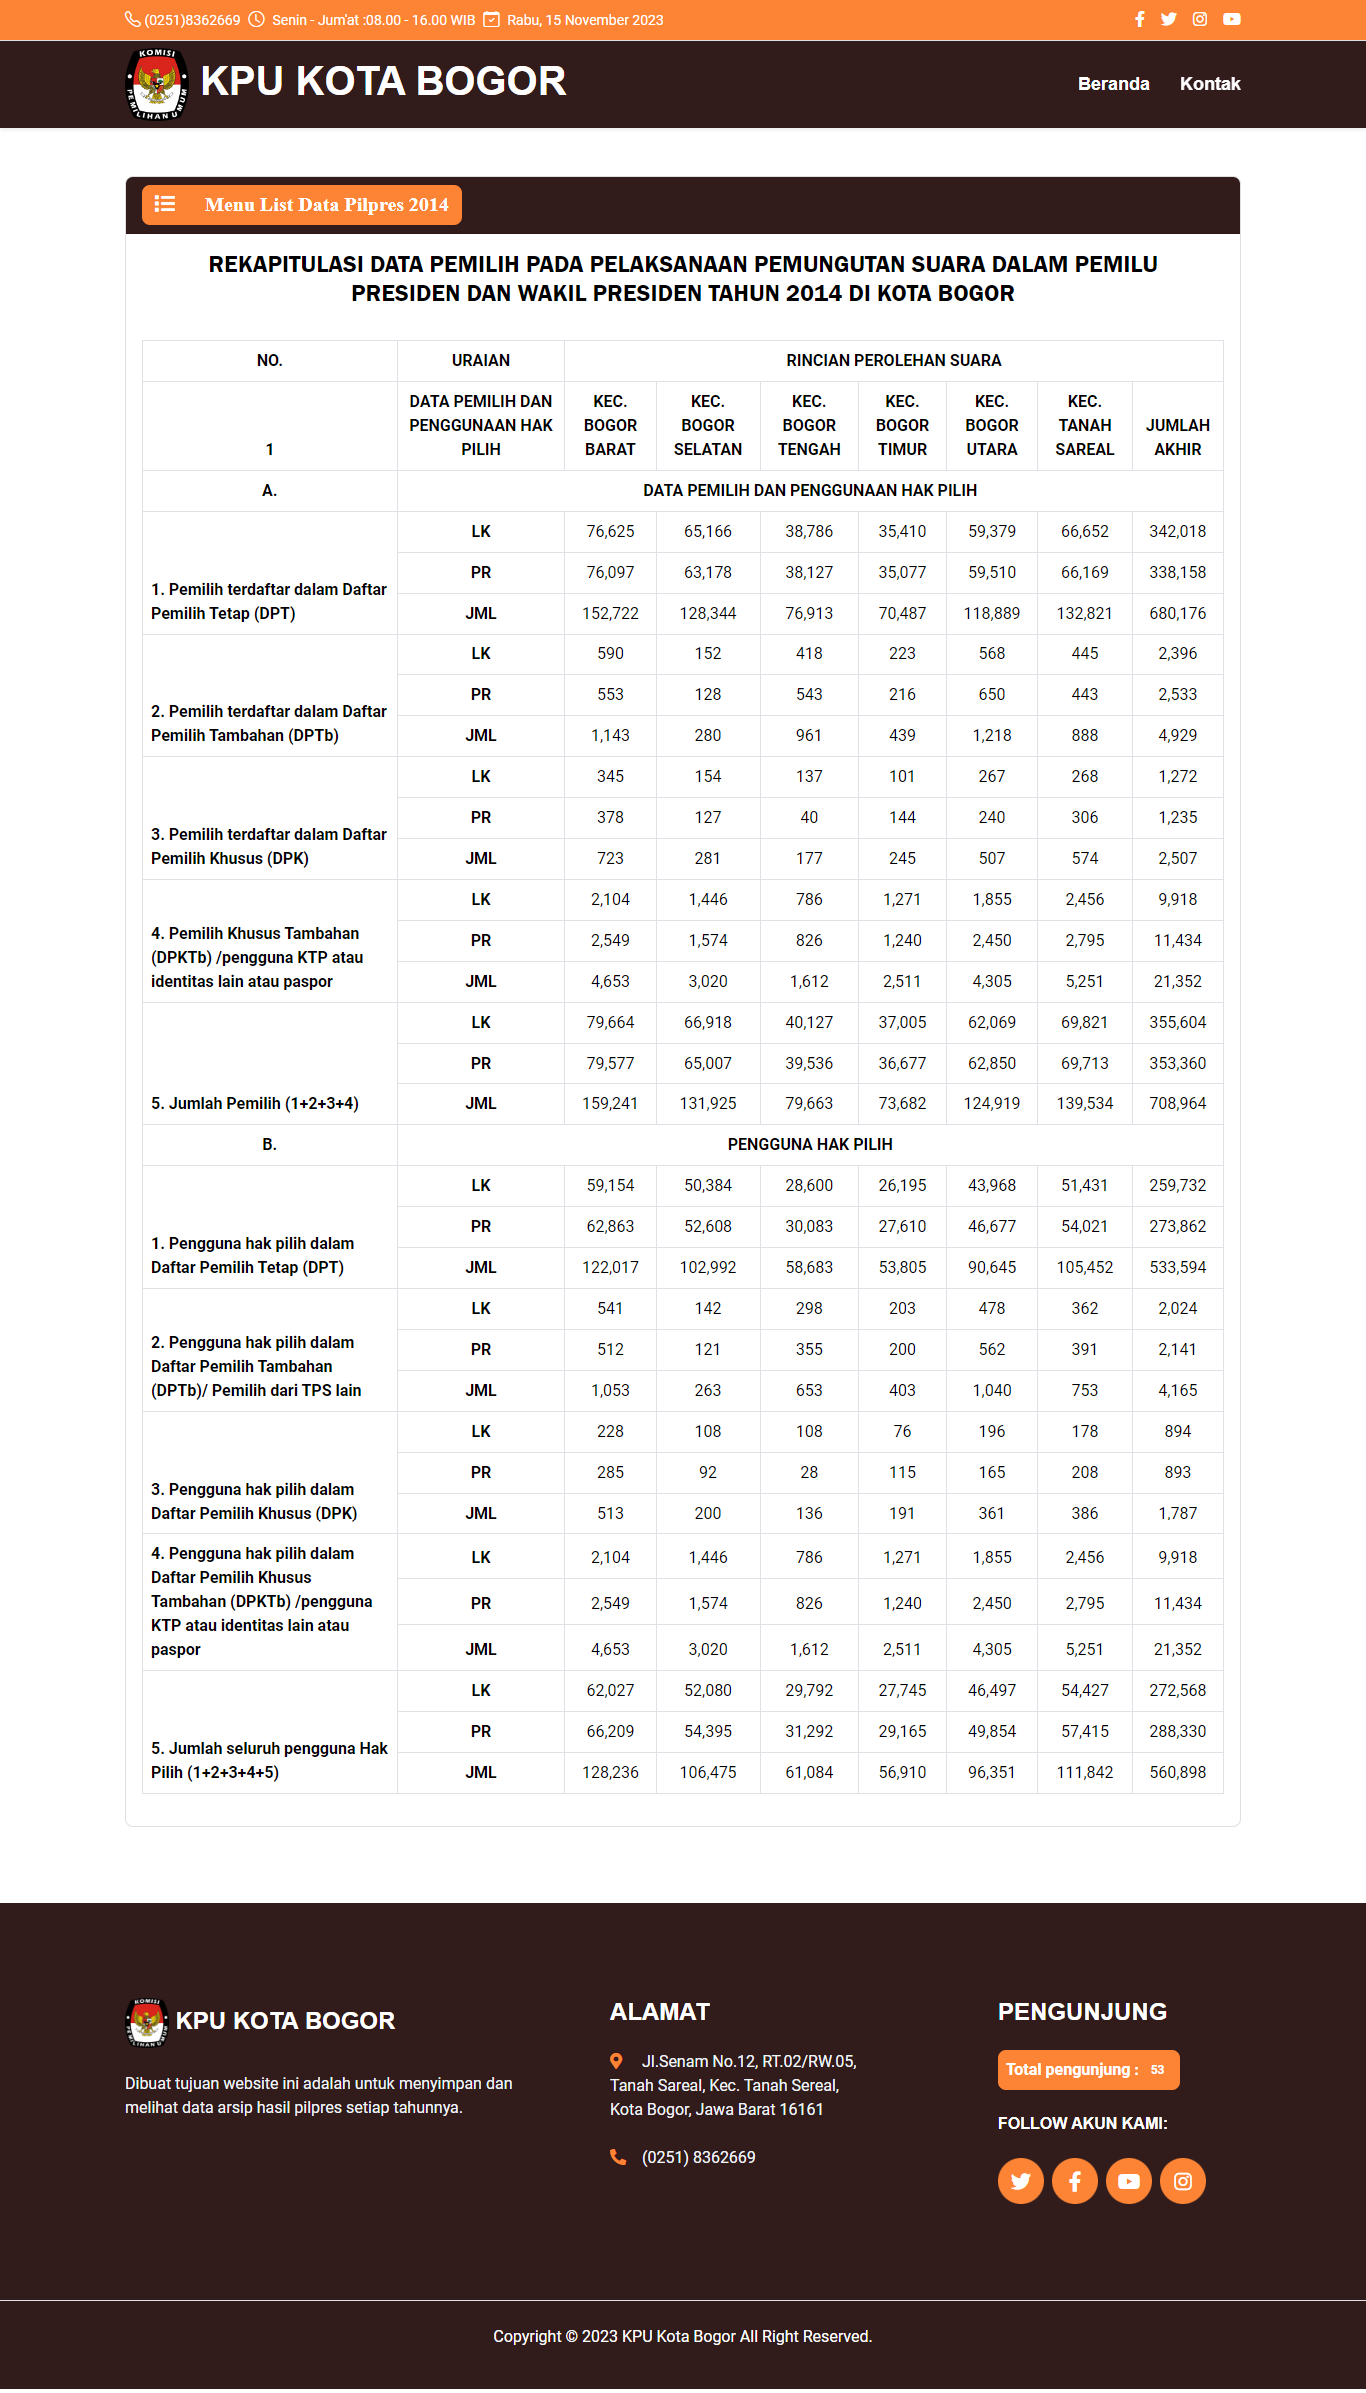 (0251)8362669 Senin - Jum'at :08.00 - 16.00 WIB Rabu, 15 November 2023
KOMISI PEMILIHAN UMUM
KPU KOTA BOGOR Beranda Kontak
Menu List Data Pilpres 2014
REKAPITULASI DATA PEMILIH PADA PELAKSANAAN PEMUNGUTAN SUARA DALAM PEMILU
PRESIDEN DAN WAKIL PRESIDEN TAHUN 2014 DI KOTA BOGOR
NO. URAIAN RINCIAN PEROLEHAN SUARA
1 DATA PEMILIH DAN PENGGUNAAN HAK PILIH KEC. BOGOR BARAT KEC. BOGOR SELATAN KEC. BOGOR TENGAH KEC. BOGOR TIMUR KEC. BOGOR UTARA KEC. TANAH SAREAL JUMLAH AKHIR
A. DATA PEMILIH DAN PENGGUNAAN HAK PILIH
1. Pemilih terdaftar dalam Daftar Pemilih Tetap (DPT)
LK 76,625 65,166 38,786 35,410 59,379 66,652 342,018
PR 76,097 63,178 38,127 35,077 59,510 66,169 338,158
JML 152,722 128,344 76,913 70,487 118,889 132,821 680,176
2. Pemilih terdaftar dalam Daftar Pemilih Tambahan (DPTb)
LK 590 152 418 223 568 445 2,396
PR 553 128 543 216 650 443 2,533
JML 1,143 280 961 439 1,218 888 4,929
3. Pemilih terdaftar dalam Daftar Pemilih Khusus (DPK)
LK 345 154 137 101 267 268 1,272
PR 378 127 40 144 240 306 1,235
JML 723 281 177 245 507 574 2,507
4. Pemilih Khusus Tambahan (DPKTb) /pengguna KTP atau identitas lain atau paspor
LK 2,104 1,446 786 1,271 1,855 2,456 9,918
PR 2,549 1,574 826 1,240 2,450 2,795 11,434
JML 4,653 3,020 1,612 2,511 4,305 5,251 21,352
5. Jumlah Pemilih (1+2+3+4)
LK 79,664 66,918 40,127 37,005 62,069 69,821 355,604
PR 79,577 65,007 39,536 36,677 62,850 69,713 353,360
JML 159,241 131,925 79,663 73,682 124,919 139,534 708,964
B. PENGGUNA HAK PILIH
1. Pengguna hak pilih dalam Daftar Pemilih Tetap (DPT)
LK 59,154 50,384 28,600 26,195 43,968 51,431 259,732
PR 62,863 52,608 30,083 27,610 46,677 54,021 273,862
JML 122,017 102,992 58,683 53,805 90,645 105,452 533,594
2. Pengguna hak pilih dalam Daftar Pemilih Tambahan (DPTb)/ Pemilih dari TPS lain
LK 541 142 298 203 478 362 2,024
PR 512 121 355 200 562 391 2,141
JML 1,053 263 653 403 1,040 753 4,165
3. Pengguna hak pilih dalam Daftar Pemilih Khusus (DPK)
LK 228 108 108 76 196 178 894
PR 285 92 28 115 165 208 893
JML 513 200 136 191 361 386 1,787
4. Pengguna hak pilih dalam Daftar Pemilih Khusus Tambahan (DPKTb) /pengguna KTP atau identitas lain atau paspor
LK 2,104 1,446 786 1,271 1,855 2,456 9,918
PR 2,549 1,574 826 1,240 2,450 2,795 11,434
JML 4,653 3,020 1,612 2,511 4,305 5,251 21,352
5. Jumlah seluruh pengguna Hak Pilih (1+2+3+4+5)
LK 62,027 52,080 29,792 27,745 46,497 54,427 272,568
PR 66,209 54,395 31,292 29,165 49,854 57,415 288,330
JML 128,236 106,475 61,084 56,910 96,351 111,842 560,898
KOMISI PEMILIHAN UMUM
KPU KOTA BOGOR
Dibuat tujuan website ini adalah untuk menyimpan dan
melihat data arsip hasil pilpres setiap tahunnya.
ALAMAT
Jl.Senam No.12, RT.02/RW.05,
Tanah Sareal, Kec. Tanah Sereal,
Kota Bogor, Jawa Barat 16161
(0251) 8362669
PENGUNJUNG
Total pengunjung : 53
FOLLOW AKUN KAMI:
Copyright © 2023 KPU Kota Bogor All Right Reserved.